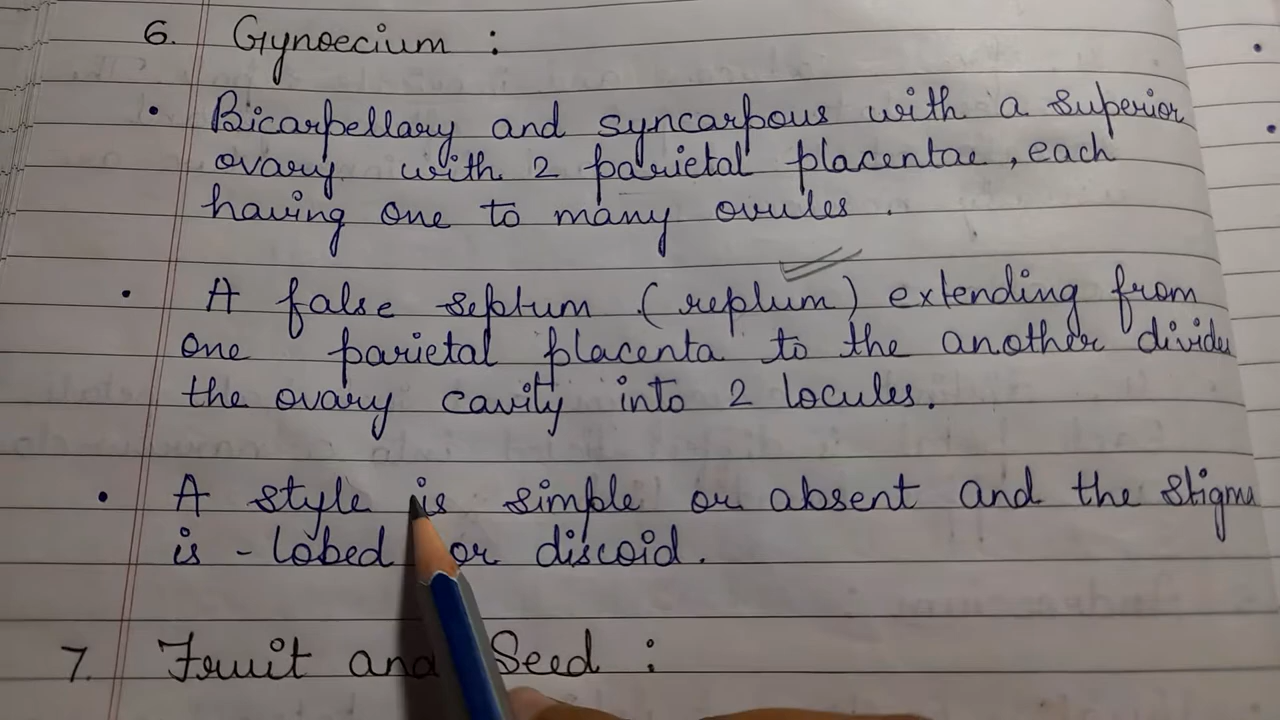 6. Gynoecium :
• Bicarpellary and syncarpous with a superior
ovary with 2 parietal placentae, each
having one to many ovules.
• A false septum (replum) extending from
one parietal placenta to the another divides
the ovary cavity into 2 locules.
• A style is simple or absent and the stigma
is - lobed or discoid.
7. Fruit and Seed :